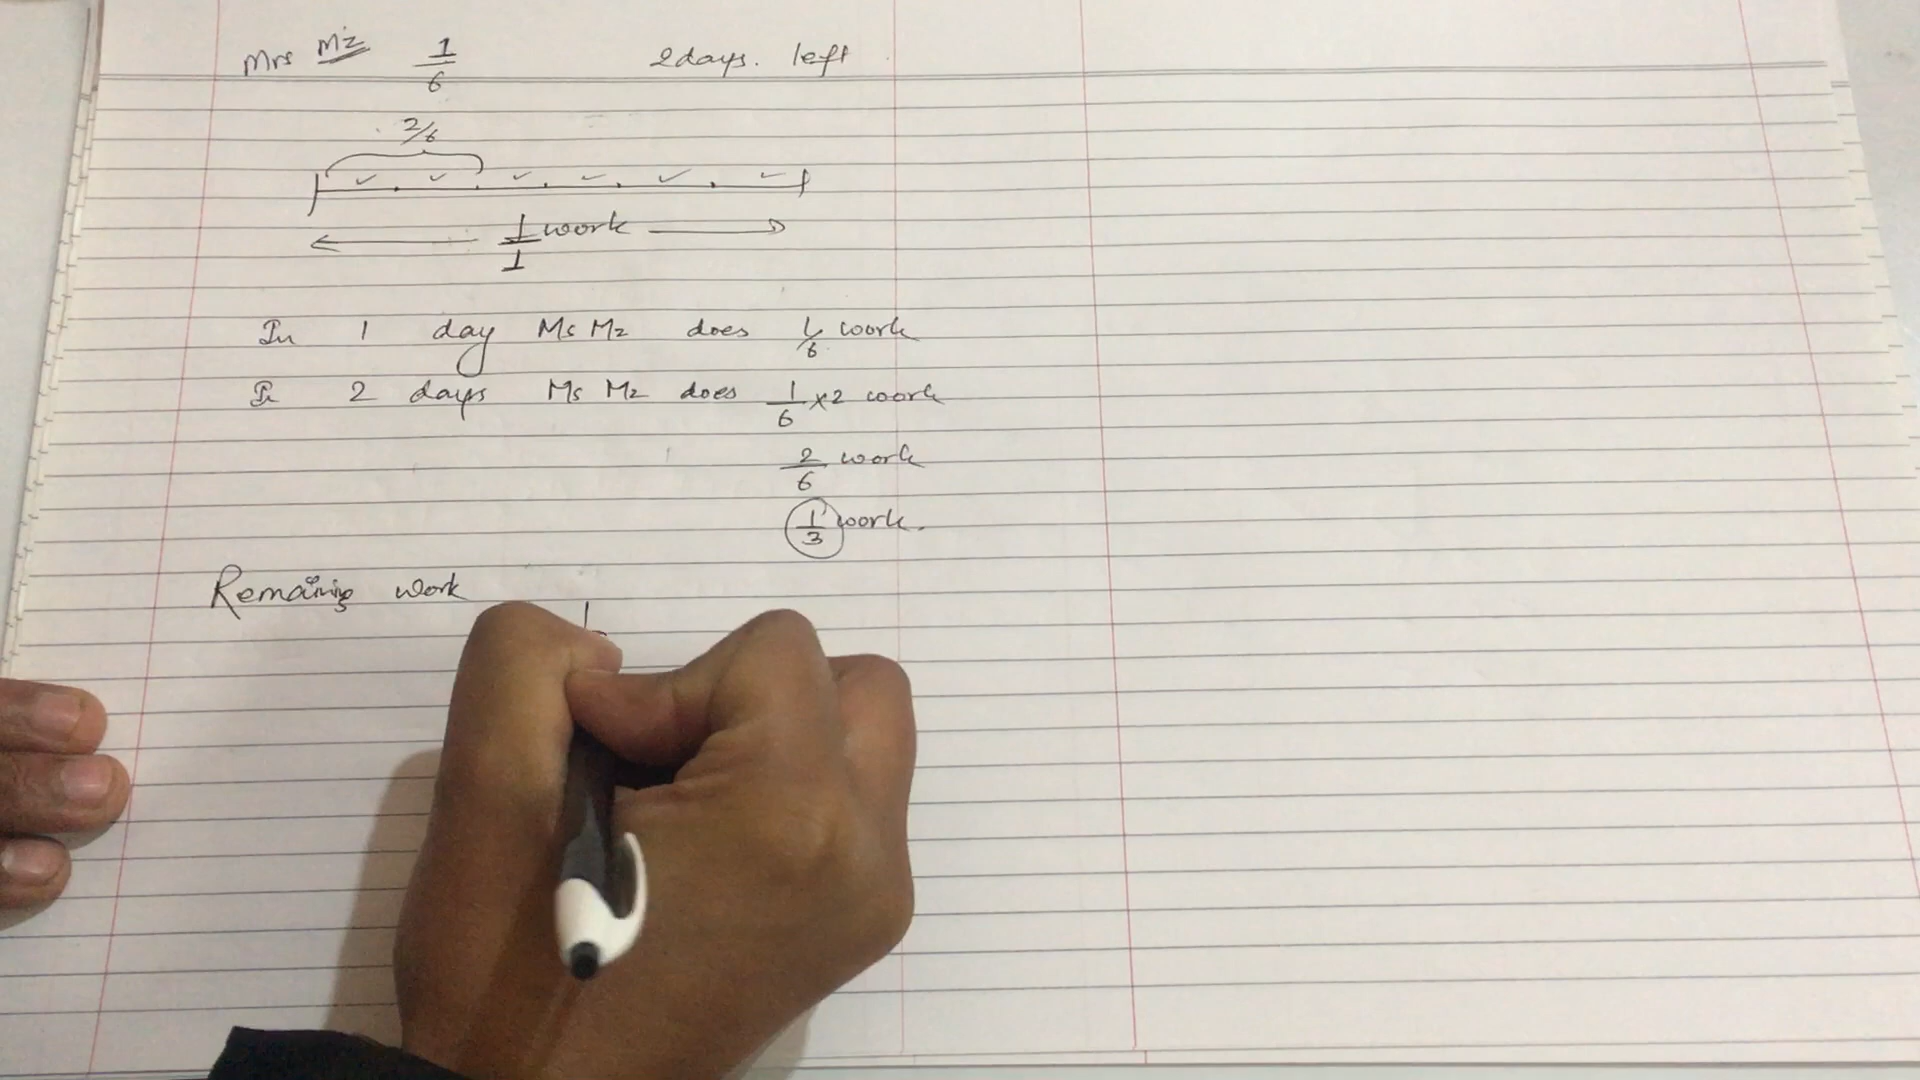 Mrs Mz 1/6 2days. left
2/6
1/1 work
In 1 day Ms Mz does 1/6 work
In 2 days Ms Mz does 1/6 x2 work
2/6 work
1/3 work.
Remaining work
1